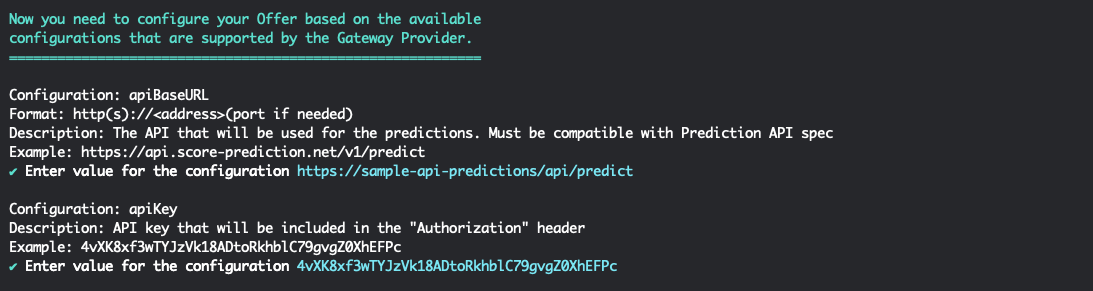 Now you need to configure your Offer based on the available
configurations that are supported by the Gateway Provider.
===========================================================
Configuration: apiBaseURL
Format: http(s)://<address>(port if needed)
Description: The API that will be used for the predictions. Must be compatible with Prediction API spec
Example: https://api.score-prediction.net/v1/predict
✔ Enter value for the configuration https://sample-api-predictions/api/predict
Configuration: apiKey
Description: API key that will be included in the "Authorization" header
Example: 4vXK8xf3wTYJzVk18ADtoRkhblC79gvgZ0XhEFPc
✔ Enter value for the configuration 4vXK8xf3wTYJzVk18ADtoRkhblC79gvgZ0XhEFPc